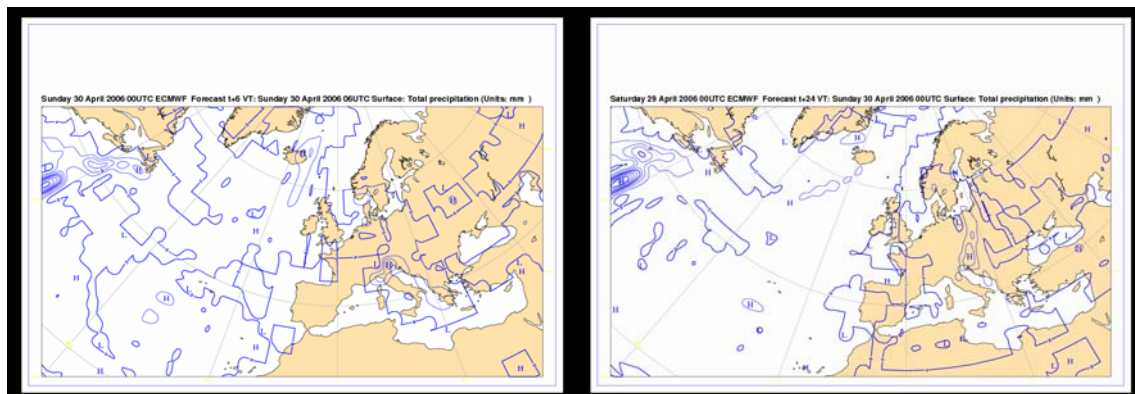 Sunday 30 April 2006 00UTC ECMWF Forecast t+6 VT: Sunday 30 April 2006 06UTC Surface: Total precipitation (Units: mm )
Saturday 29 April 2006 00UTC ECMWF Forecast t+24 VT: Sunday 30 April 2006 00UTC Surface: Total precipitation (Units: mm )